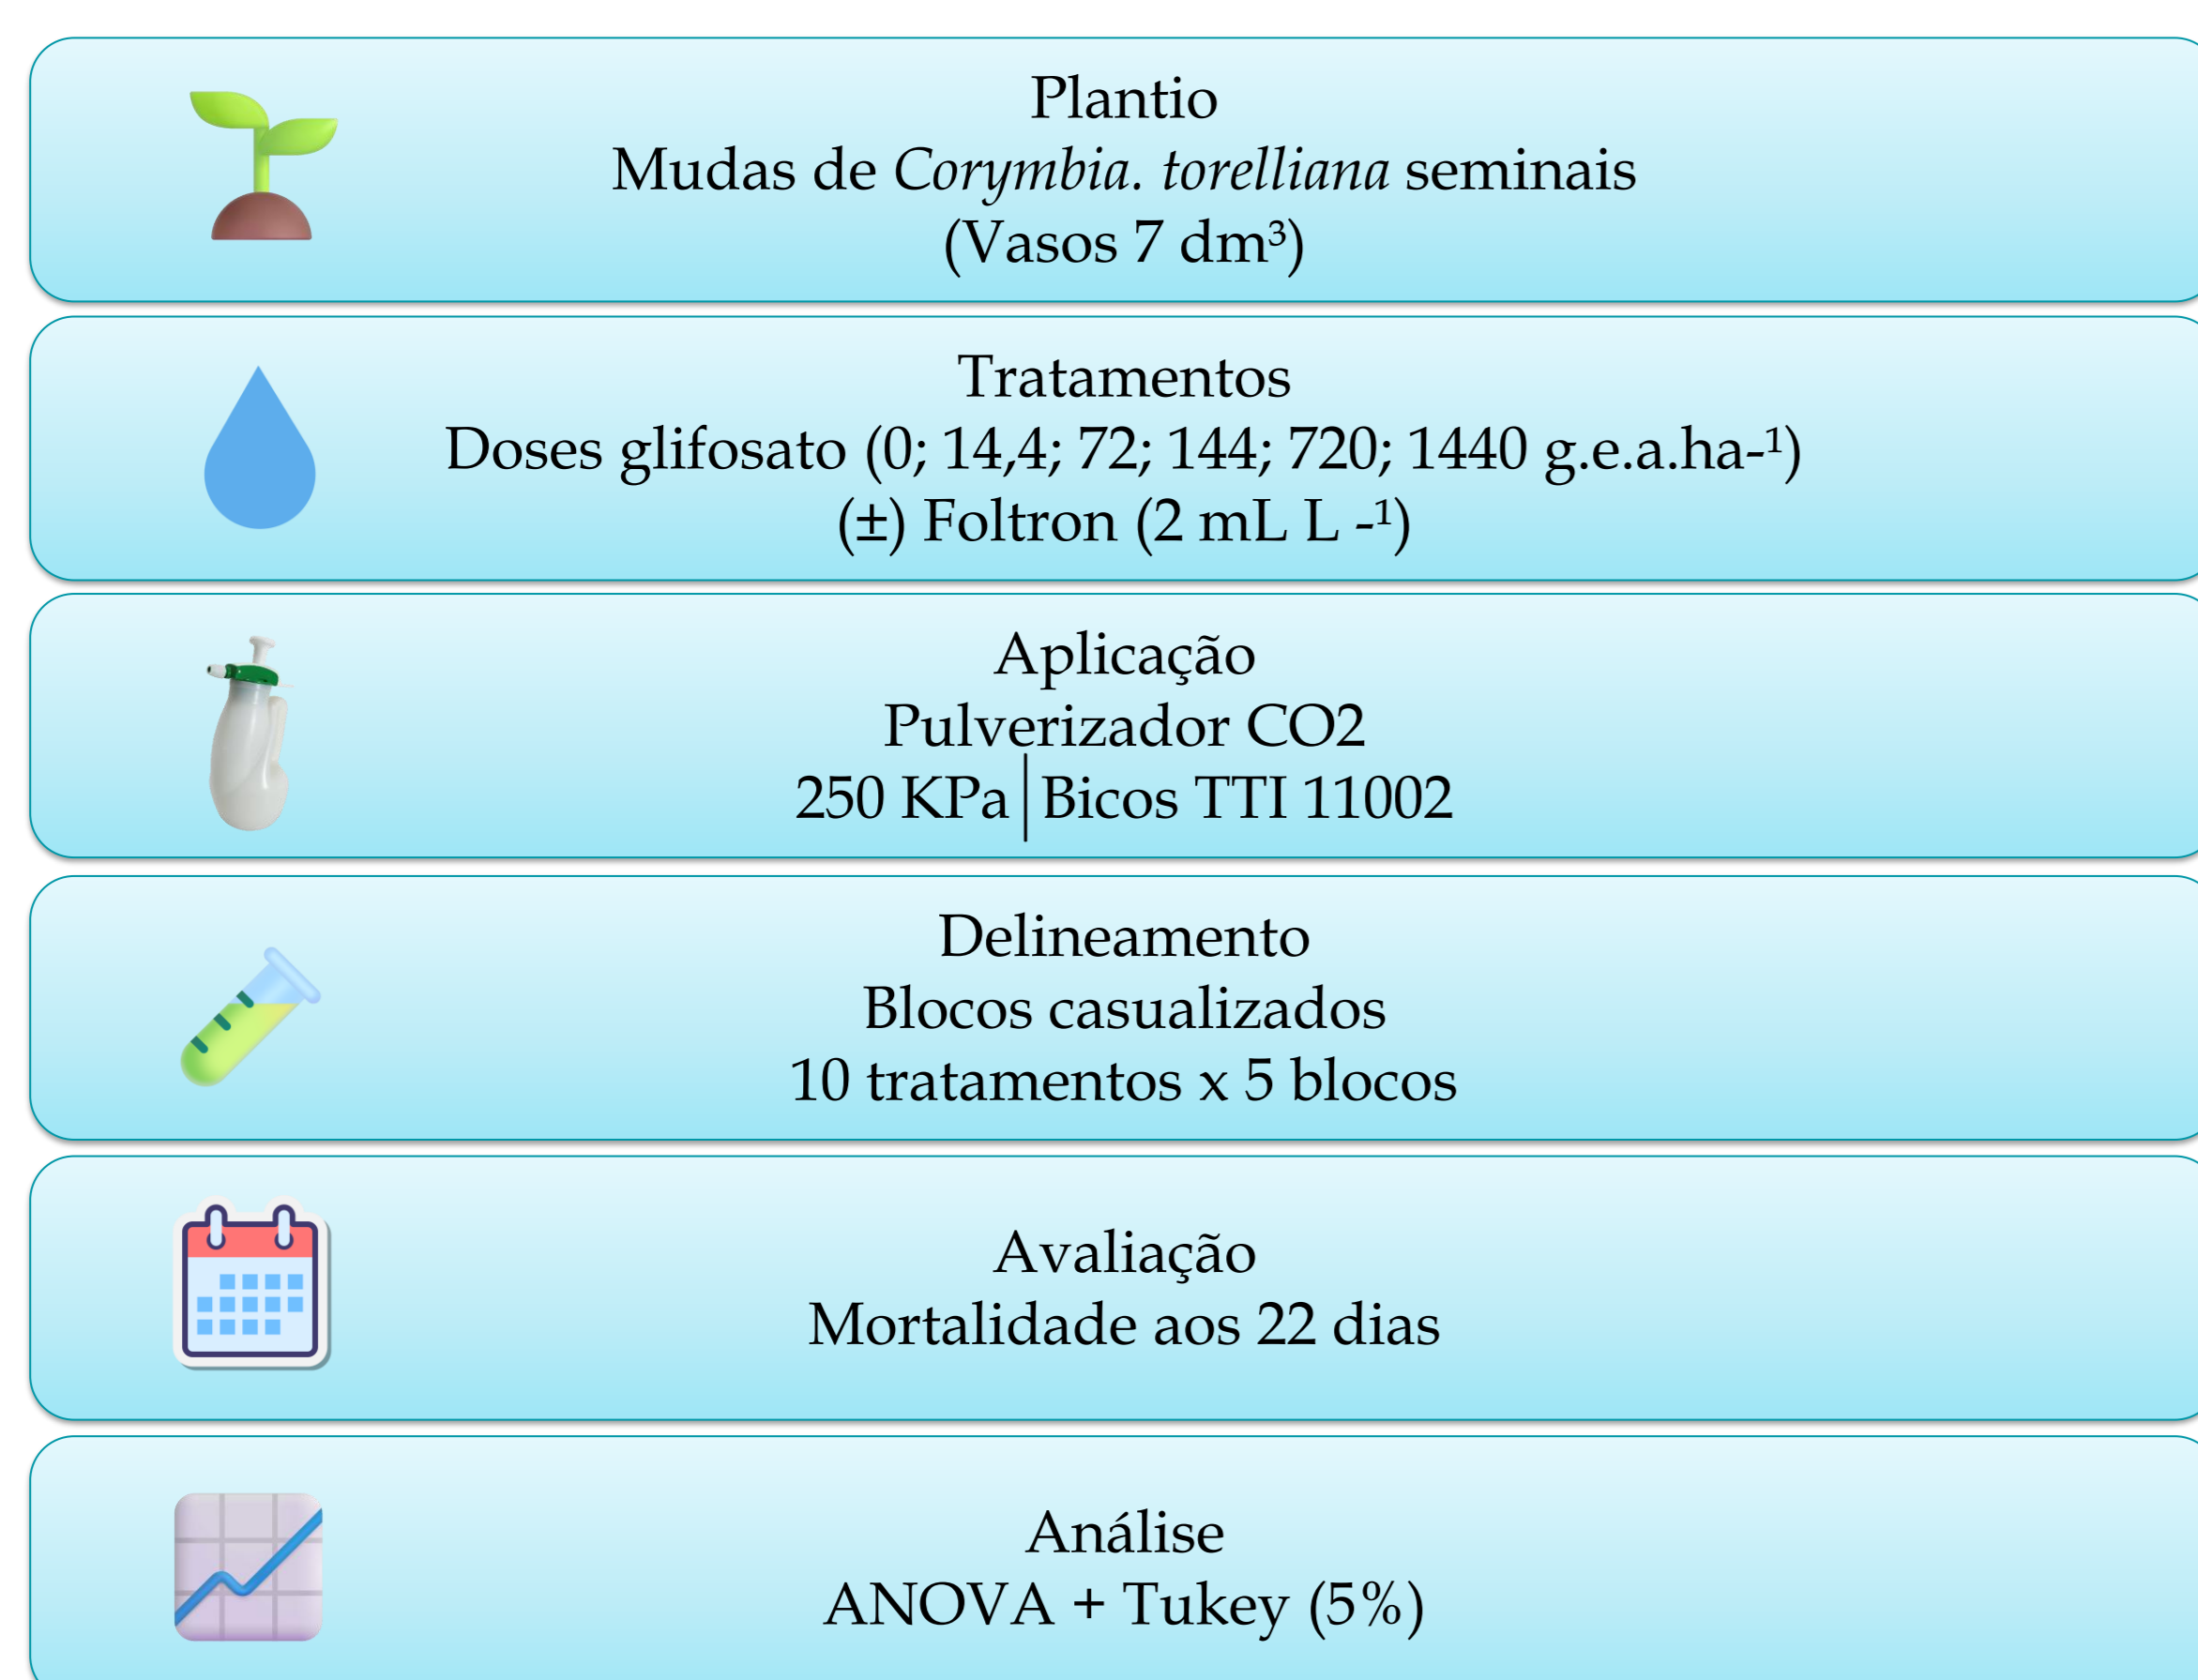 Plantio
Mudas de Corymbia. torelliana seminais
(Vasos 7 dm³)
Tratamentos
Doses glifosato (0; 14,4; 72; 144; 720; 1440 g.e.a.ha-¹)
(±) Foltron (2 mL L -¹)
Aplicação
Pulverizador CO2
250 KPa│Bicos TTI 11002
Delineamento
Blocos casualizados
10 tratamentos x 5 blocos
Avaliação
Mortalidade aos 22 dias
Análise
ANOVA + Tukey (5%)